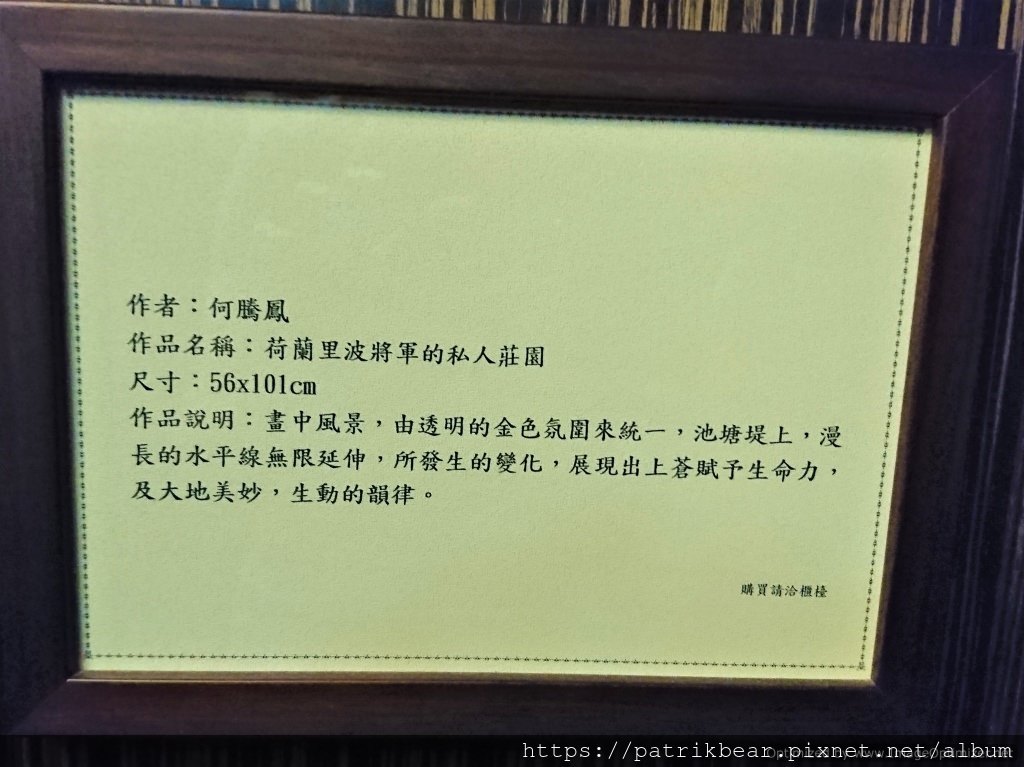 作者：何騰鳳
作品名稱：荷蘭里波將軍的私人莊園
尺寸：56x101cm
作品說明：畫中風景，由透明的金色氛圍來統一，池塘堤上，漫
長的水平線無限延伸，所發生的變化，展現出上蒼賦予生命力，
及大地美妙，生動的韻律。
購買請洽櫃檯
https://patrikbear.pixnet.net/album